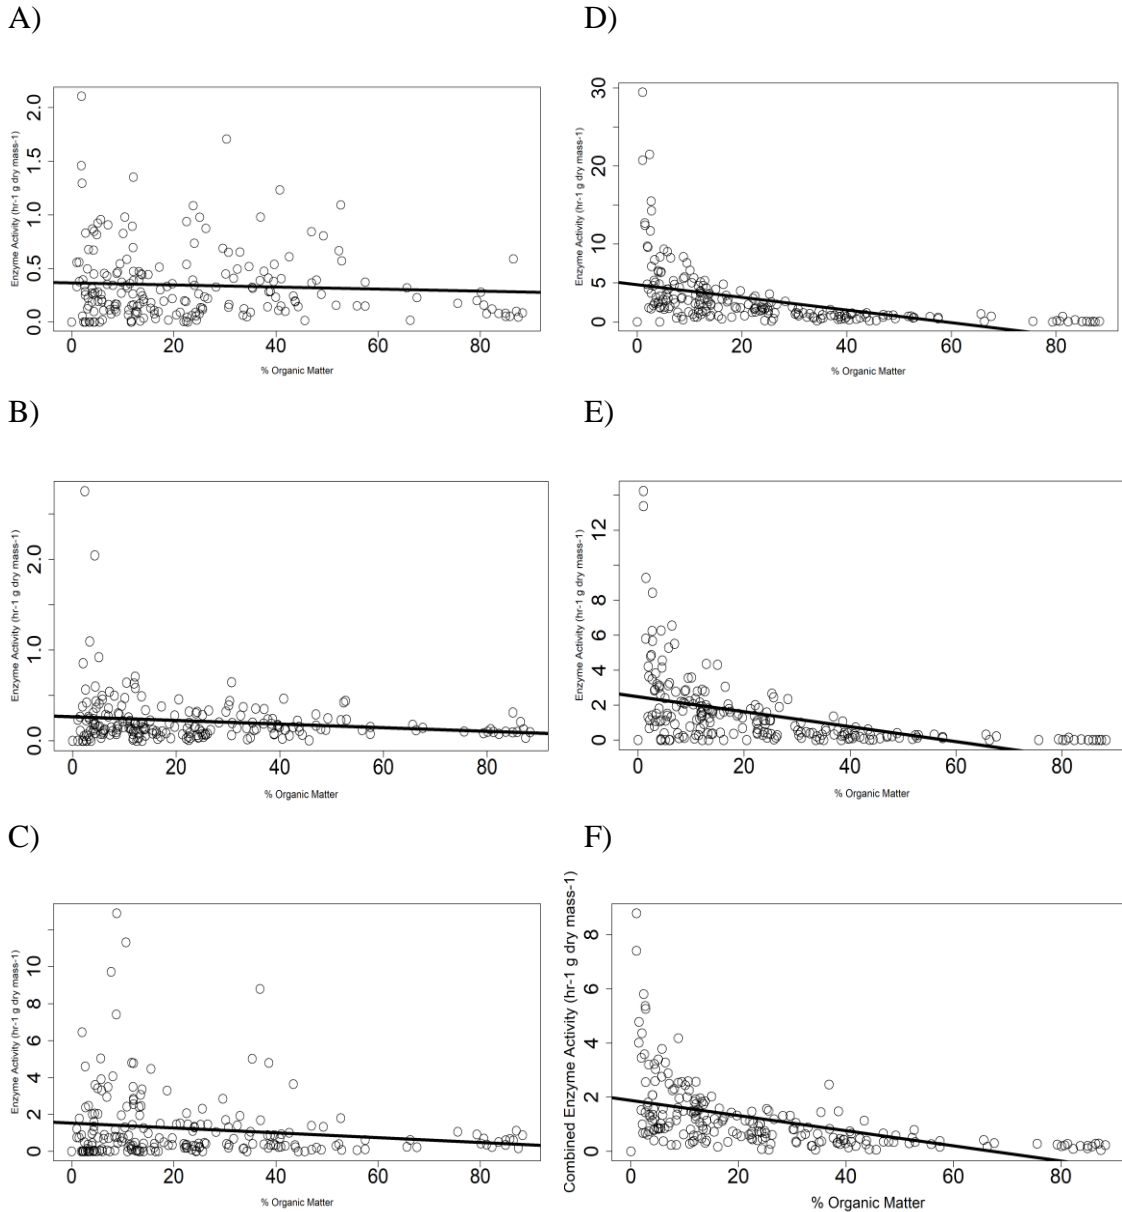 A)
Enzyme Activity (hr-1 g dry mass-1)
2.0
1.5
1.0
0.5
0.0
0 20 40 60 80
% Organic Matter
D)
Enzyme Activity (hr-1 g dry mass-1)
30
20
10
5
0
0 20 40 60 80
% Organic Matter
B)
Enzyme Activity (hr-1 g dry mass-1)
2.0
1.0
0.0
0 20 40 60 80
% Organic Matter
E)
Enzyme Activity (hr-1 g dry mass-1)
12
8
6
4
2
0
0 20 40 60 80
% Organic Matter
C)
Enzyme Activity (hr-1 g dry mass-1)
10
8
6
4
2
0
0 20 40 60 80
% Organic Matter
F)
Combined Enzyme Activity (hr-1 g dry mass-1)
8
6
4
2
0
0 20 40 60 80
% Organic Matter